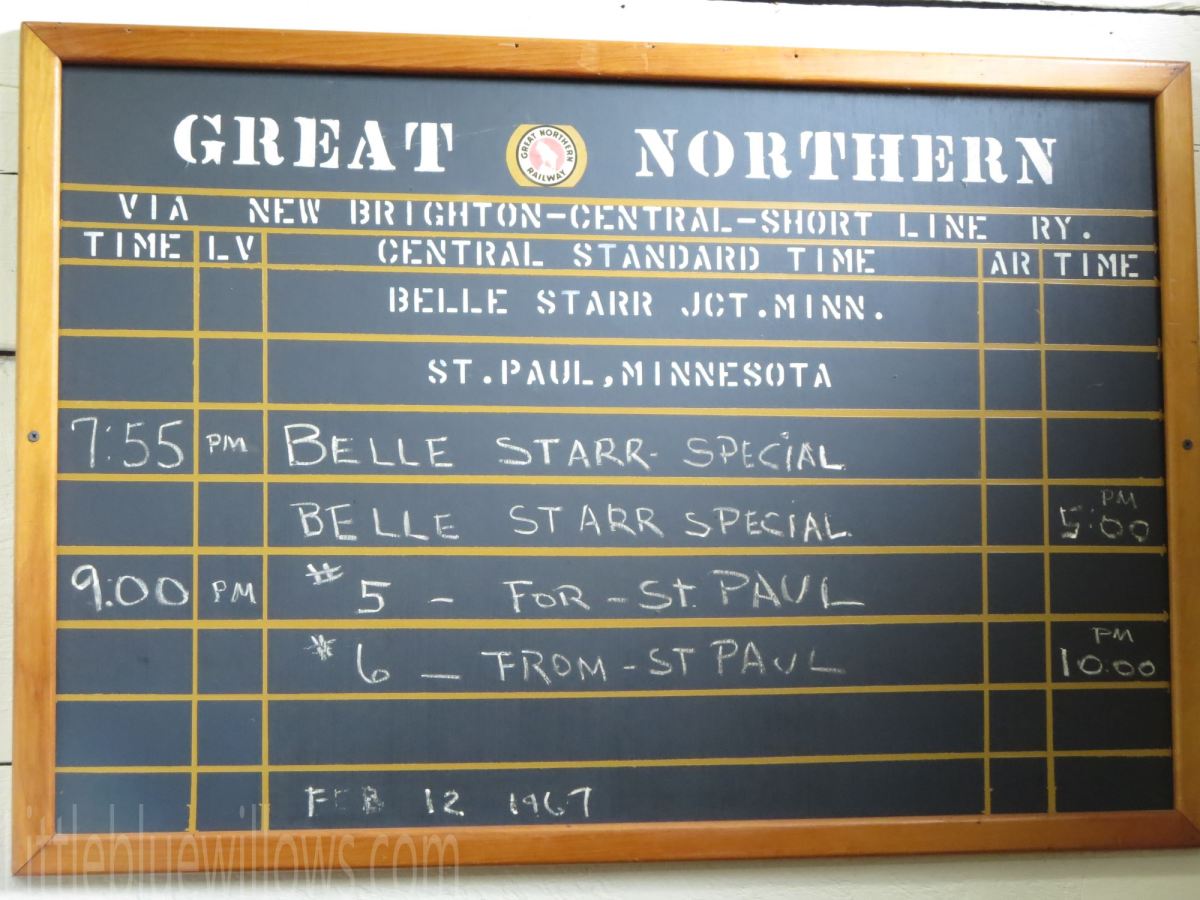 GREAT GREAT NORTHERN RAILWAY NORTHERN
VIA NEW BRIGHTON-CENTRAL-SHORT LINE RY.
TIME LV CENTRAL STANDARD TIME AR TIME
BELLE STARR JCT.MINN.
ST.PAUL,MINNESOTA
7:55 PM BELLE STARR- SPECIAL
BELLE STARR SPECIAL PM 5:00
9:00 PM # 5 - FOR - ST. PAUL
# 6 - FROM - ST PAUL PM 10:00
FEB 12 1967
littlebluewillows.com